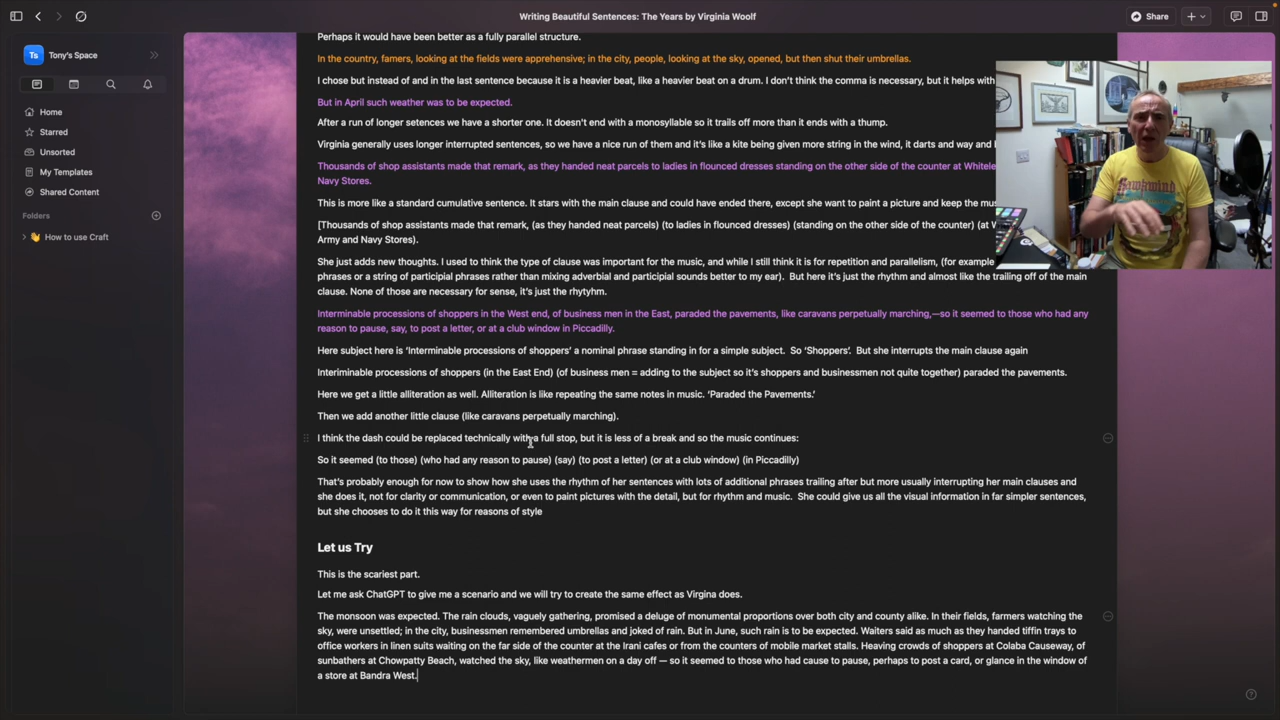 Writing Beautiful Sentences: The Years by Virginia Woolf
Share
Ts Tony's Space
Home
Starred
Unsorted
My Templates
Shared Content
Folders
How to use Craft
Perhaps it would have been better as a fully parallel structure.
In the country, famers, looking at the fields were apprehensive; in the city, people, looking at the sky, opened, but then shut their umbrellas.
I chose but instead of and in the last sentence because it is a heavier beat, like a heavier beat on a drum. I don't think the comma is necessary, but it helps with
But in April such weather was to be expected.
After a run of longer setences we have a shorter one. It doesn't end with a monosyllable so it trails off more than it ends with a thump.
Virginia generally uses longer interrupted sentences, so we have a nice run of them and it's like a kite being given more string in the wind, it darts and way and
Thousands of shop assistants made that remark, as they handed neat parcels to ladies in flounced dresses standing on the other side of the counter at
Navy Stores.
This is more like a standard cumulative sentence. It stars with the main clause and could have ended there, except she want to paint a picture and keep the
[Thousands of shop assistants made that remark, (as they handed neat parcels) (to ladies in flounced dresses) (standing on the other side of the counter) (at
Army and Navy Stores).
She just adds new thoughts. I used to think the type of clause was important for the music, and while I still think it is for repetition and parallelism, (for example
phrases or a string of participial phrases rather than mixing adverbial and participial sounds better to my ear). But here it's just the rhythm and almost like the trailing off of the main
clause. None of those are necessary for sense, it's just the rhytyhm.
Interminable processions of shoppers in the West end, of business men in the East, paraded the pavements, like caravans perpetually marching,—so it seemed to those who had any
reason to pause, say, to post a letter, or at a club window in Piccadilly.
Here subject here is 'Interminable processions of shoppers' a nominal phrase standing in for a simple subject. So 'Shoppers'. But she interrupts the main clause again
Interiminable processions of shoppers (in the East End) (of business men = adding to the subject so it's shoppers and businessmen not quite together) paraded the pavements.
Here we get a little alliteration as well. Alliteration is like repeating the same notes in music. 'Paraded the Pavements.'
Then we add another little clause (like caravans perpetually marching).
I think the dash could be replaced technically with a full stop, but it is less of a break and so the music continues:
So it seemed (to those) (who had any reason to pause) (say) (to post a letter) (or at a club window) (in Piccadilly)
That's probably enough for now to show how she uses the rhythm of her sentences with lots of additional phrases trailing after but more usually interrupting her main clauses and
she does it, not for clarity or communication, or even to paint pictures with the detail, but for rhythm and music. She could give us all the visual information in far simpler sentences,
but she chooses to do it this way for reasons of style
Let us Try
This is the scariest part.
Let me ask ChatGPT to give me a scenario and we will try to create the same effect as Virgina does.
The monsoon was expected. The rain clouds, vaguely gathering, promised a deluge of monumental proportions over both city and county alike. In their fields, farmers watching the
sky, were unsettled; in the city, businessmen remembered umbrellas and joked of rain. But in June, such rain is to be expected. Waiters said as much as they handed tiffin trays to
office workers in linen suits waiting on the far side of the counter at the Irani cafes or from the counters of mobile market stalls. Heaving crowds of shoppers at Colaba Causeway, of
sunbathers at Chowpatty Beach, watched the sky, like weathermen on a day off — so it seemed to those who had cause to pause, perhaps to post a card, or glance in the window of
a store at Bandra West.